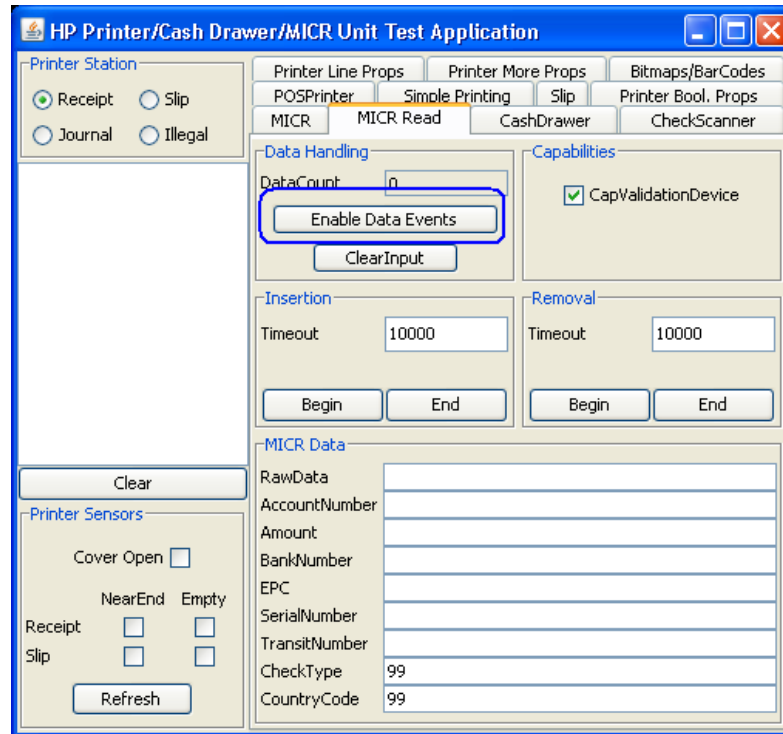 HP Printer/Cash Drawer/MICR Unit Test Application
Printer Station
Receipt Slip
Journal Illegal
Clear
Printer Sensors
Cover Open
NearEnd Empty
Receipt
Slip
Refresh
Printer Line Props Printer More Props Bitmaps/BarCodes
POSPrinter Simple Printing Slip Printer Bool. Props
MICR MICR Read CashDrawer CheckScanner
Data Handling
DataCount 0
Enable Data Events
ClearInput
Capabilities
CapValidationDevice
Insertion
Timeout 10000
Begin End
Removal
Timeout 10000
Begin End
MICR Data
RawData
AccountNumber
Amount
BankNumber
EPC
SerialNumber
TransitNumber
CheckType 99
CountryCode 99